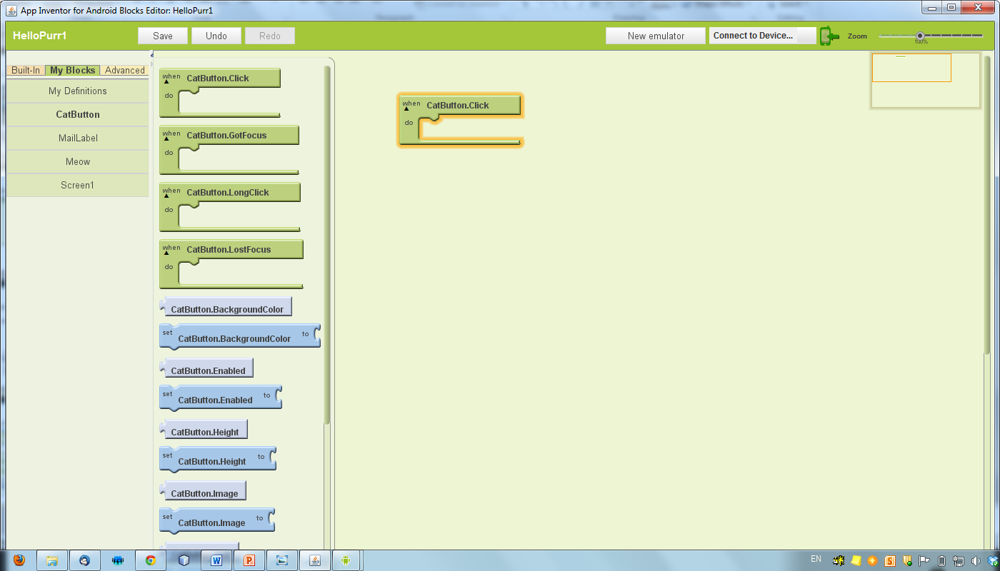 App Inventor for Android Blocks Editor: HelloPurr1
HelloPurr1
Save
Undo
Redo
New emulator
Connect to Device...
Zoom
100%
Built-In
My Blocks
Advanced
My Definitions
CatButton
MailLabel
Meow
Screen1
when CatButton.Click
do
when CatButton.GotFocus
do
when CatButton.LongClick
do
when CatButton.LostFocus
do
CatButton.BackgroundColor
set CatButton.BackgroundColor to
CatButton.Enabled
set CatButton.Enabled to
CatButton.Height
set CatButton.Height to
CatButton.Image
set CatButton.Image to
when CatButton.Click
do
EN